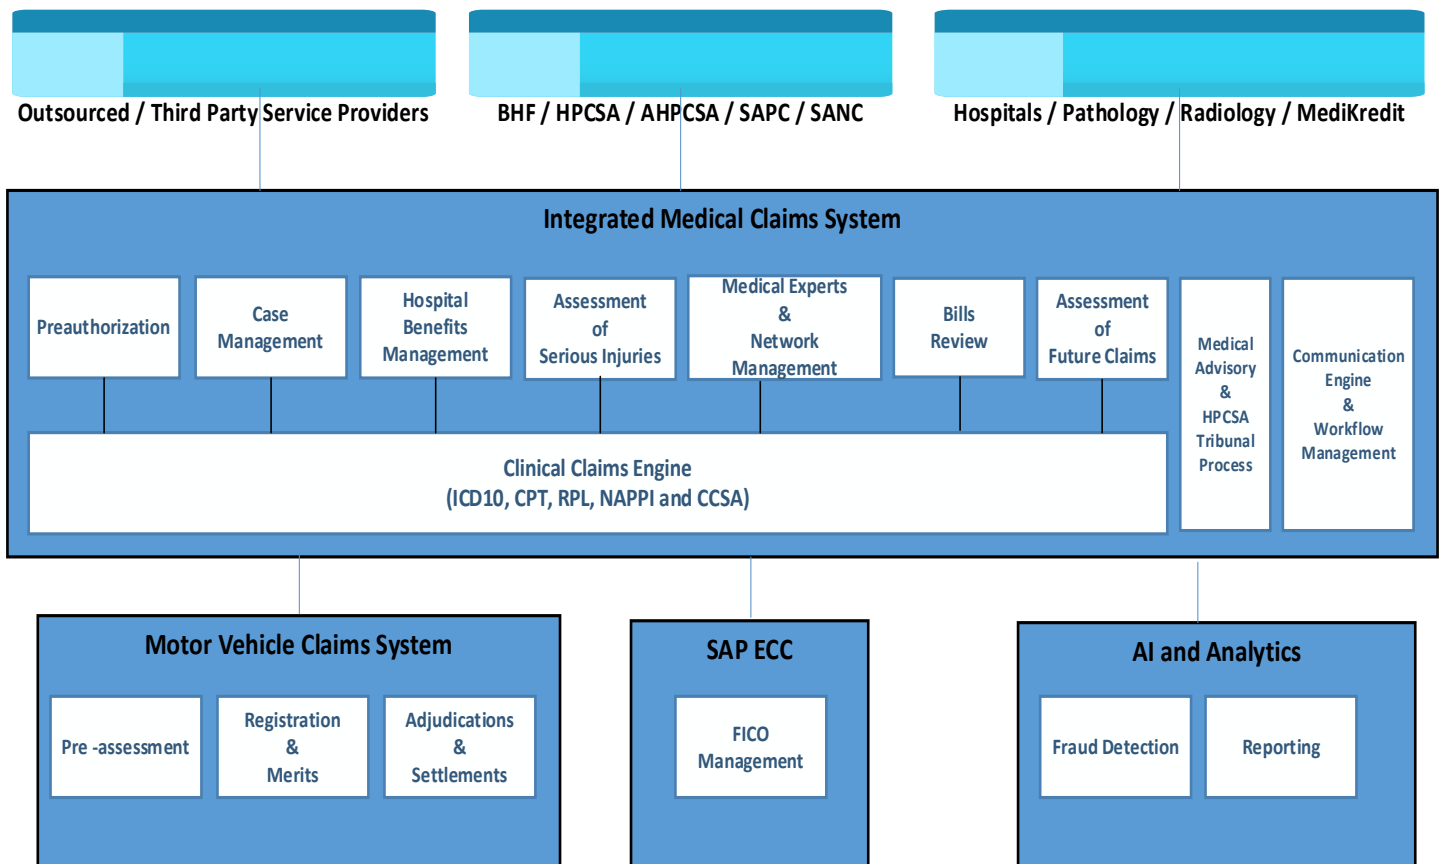 Outsourced / Third Party Service Providers
BHF / HPCSA / AHPCSA / SAPC / SANC
Hospitals / Pathology / Radiology / MediKredit
Integrated Medical Claims System
Preauthorization
Case
Management
Hospital
Benefits
Management
Assessment
of
Serious Injuries
Medical Experts
&
Network
Management
Bills
Review
Assessment
of
Future Claims
Medical
Advisory
&
HPCSA
Tribunal
Process
Communication
Engine
&
Workflow
Management
Clinical Claims Engine
(ICD10, CPT, RPL, NAPPI and CCSA)
Motor Vehicle Claims System
Pre -assessment
Registration
&
Merits
Adjudications
&
Settlements
SAP ECC
FICO
Management
AI and Analytics
Fraud Detection
Reporting